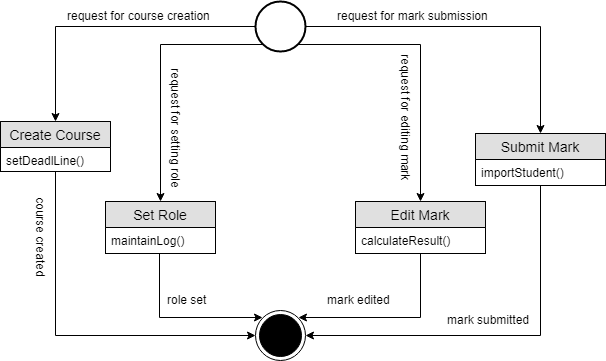 request for course creation
request for mark submission
request for setting role
request for editing mark
Create Course
setDeadlLine()
Submit Mark
importStudent()
course created
Set Role
maintainLog()
Edit Mark
calculateResult()
role set
mark edited
mark submitted